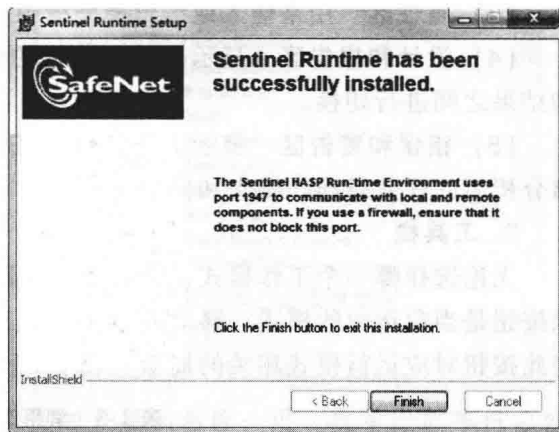 Sentinel Runtime Setup
SafeNet
Sentinel Runtime has been
successfully installed.
The Sentinel HASP Run-time Environment uses
port 1947 to communicate with local and remote
components. If you use a firewall, ensure that it
does not block this port.
Click the Finish button to exit this installation.
InstallShield
< Back
Finish
Cancel